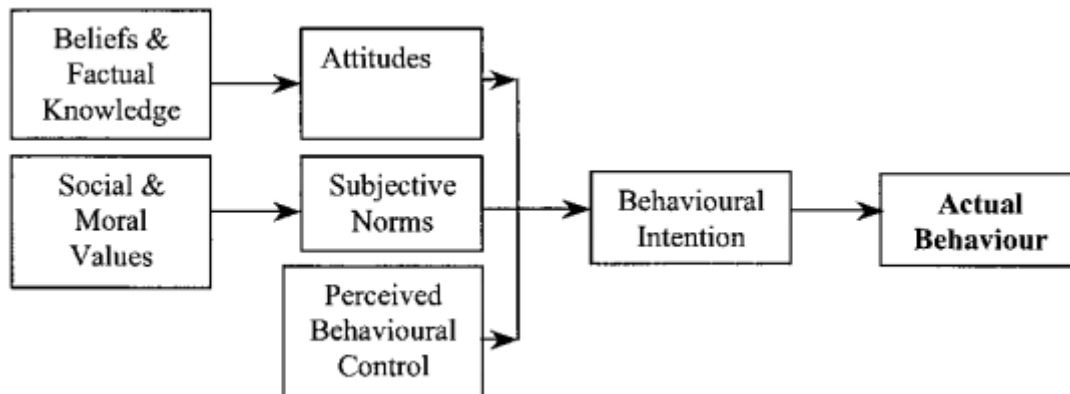 Beliefs &
Factual
Knowledge
Attitudes
Social &
Moral
Values
Subjective
Norms
Perceived
Behavioural
Control
Behavioural
Intention
Actual
Behaviour